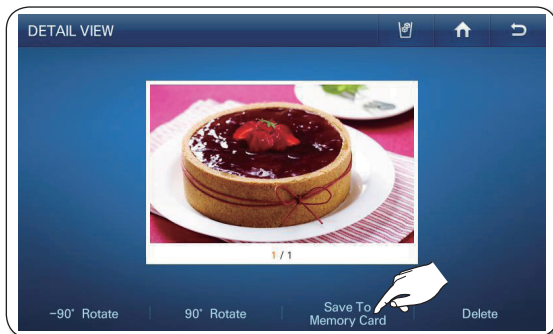 DETAIL VIEW
1 / 1
-90° Rotate
90° Rotate
Save To
Memory Card
Delete